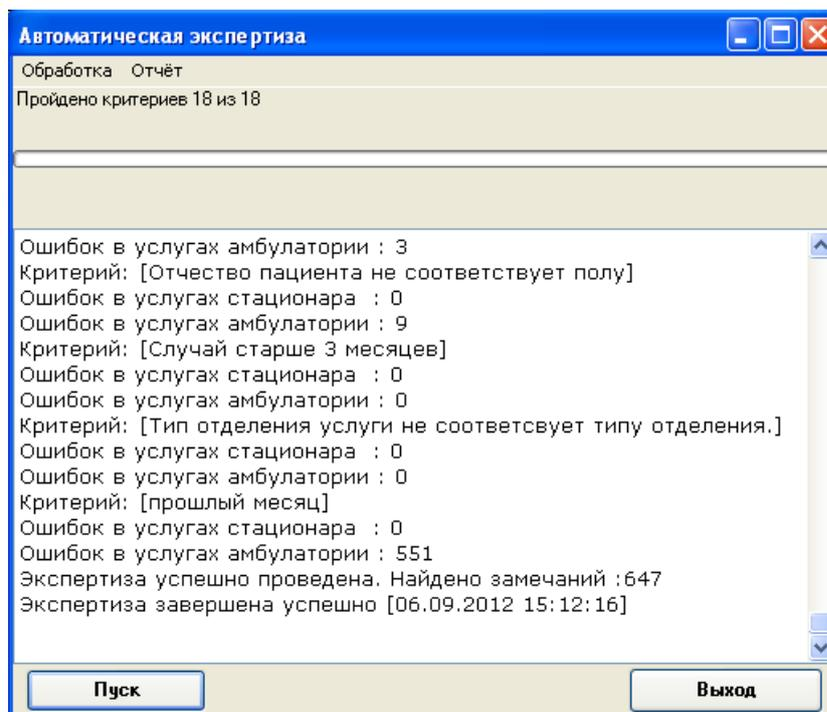 Автоматическая экспертиза
Обработка Отчёт
Пройдено критериев 18 из 18
Ошибок в услугах амбулатории : 3
Критерий: [Отчество пациента не соответствует полу]
Ошибок в услугах стационара : 0
Ошибок в услугах амбулатории : 9
Критерий: [Случай старше 3 месяцев]
Ошибок в услугах стационара : 0
Ошибок в услугах амбулатории : 0
Критерий: [Тип отделения услуги не соответсвует типу отделения.]
Ошибок в услугах стационара : 0
Ошибок в услугах амбулатории : 0
Критерий: [прошлый месяц]
Ошибок в услугах стационара : 0
Ошибок в услугах амбулатории : 551
Экспертиза успешно проведена. Найдено замечаний :647
Экспертиза завершена успешно [06.09.2012 15:12:16]
Пуск Выход